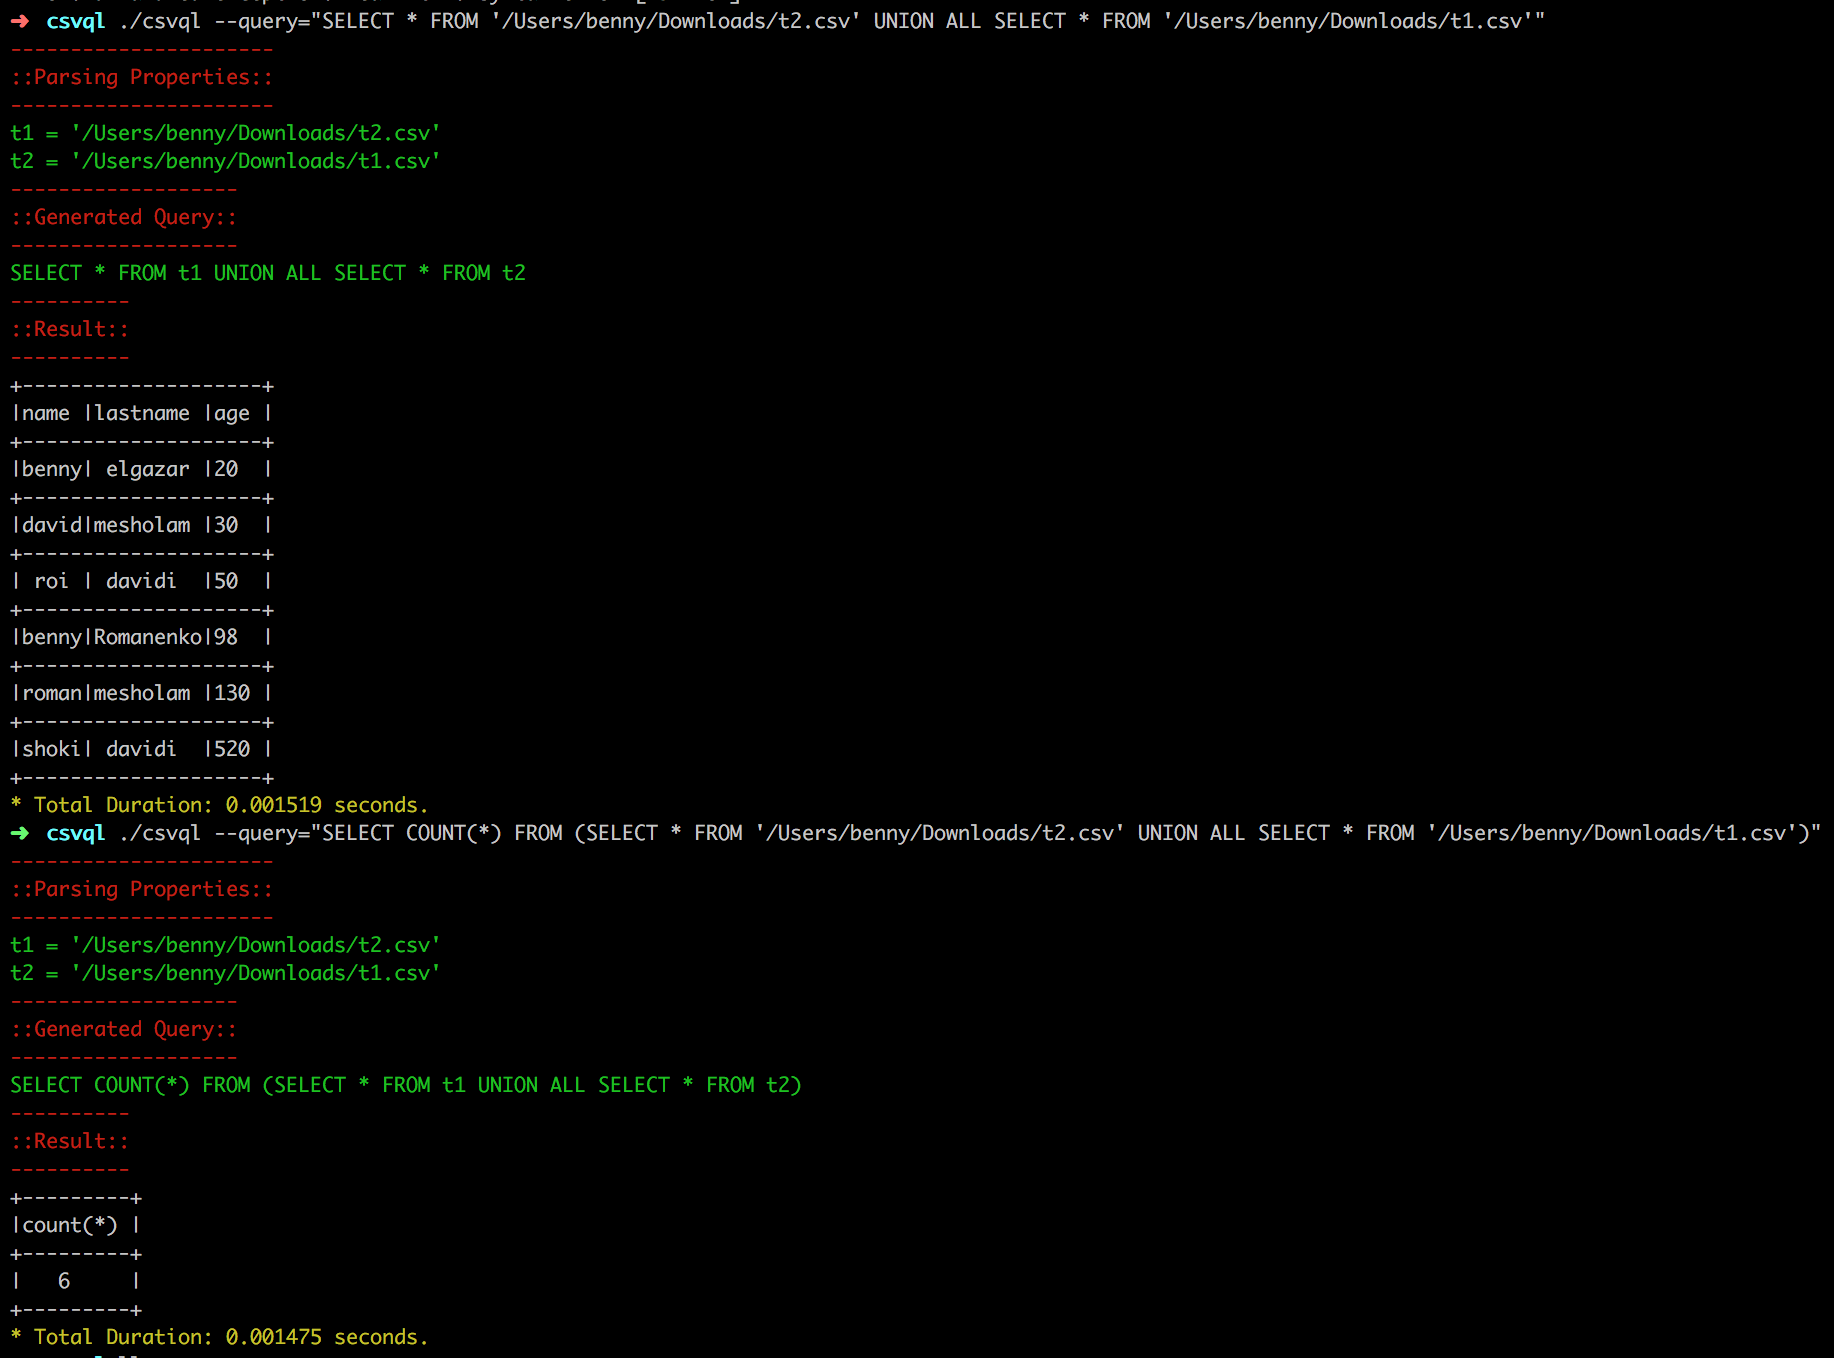 ➜  csvql ./csvql --query="SELECT * FROM '/Users/benny/Downloads/t2.csv' UNION ALL SELECT * FROM '/Users/benny/Downloads/t1.csv'"
----------------------
::Parsing Properties::
----------------------
t1 = '/Users/benny/Downloads/t2.csv'
t2 = '/Users/benny/Downloads/t1.csv'
-------------------
::Generated Query::
-------------------
SELECT * FROM t1 UNION ALL SELECT * FROM t2
----------
::Result::
----------
+--------------------+
|name |lastname |age |
+--------------------+
|benny| elgazar |20  |
+--------------------+
|david|mesholam |30  |
+--------------------+
| roi | davidi  |50  |
+--------------------+
|benny|Romanenko|98  |
+--------------------+
|roman|mesholam |130 |
+--------------------+
|shoki| davidi  |520 |
+--------------------+
* Total Duration: 0.001519 seconds.
➜  csvql ./csvql --query="SELECT COUNT(*) FROM (SELECT * FROM '/Users/benny/Downloads/t2.csv' UNION ALL SELECT * FROM '/Users/benny/Downloads/t1.csv')"
----------------------
::Parsing Properties::
----------------------
t1 = '/Users/benny/Downloads/t2.csv'
t2 = '/Users/benny/Downloads/t1.csv'
-------------------
::Generated Query::
-------------------
SELECT COUNT(*) FROM (SELECT * FROM t1 UNION ALL SELECT * FROM t2)
----------
::Result::
----------
+---------+
|count(*) |
+---------+
|   6     |
+---------+
* Total Duration: 0.001475 seconds.